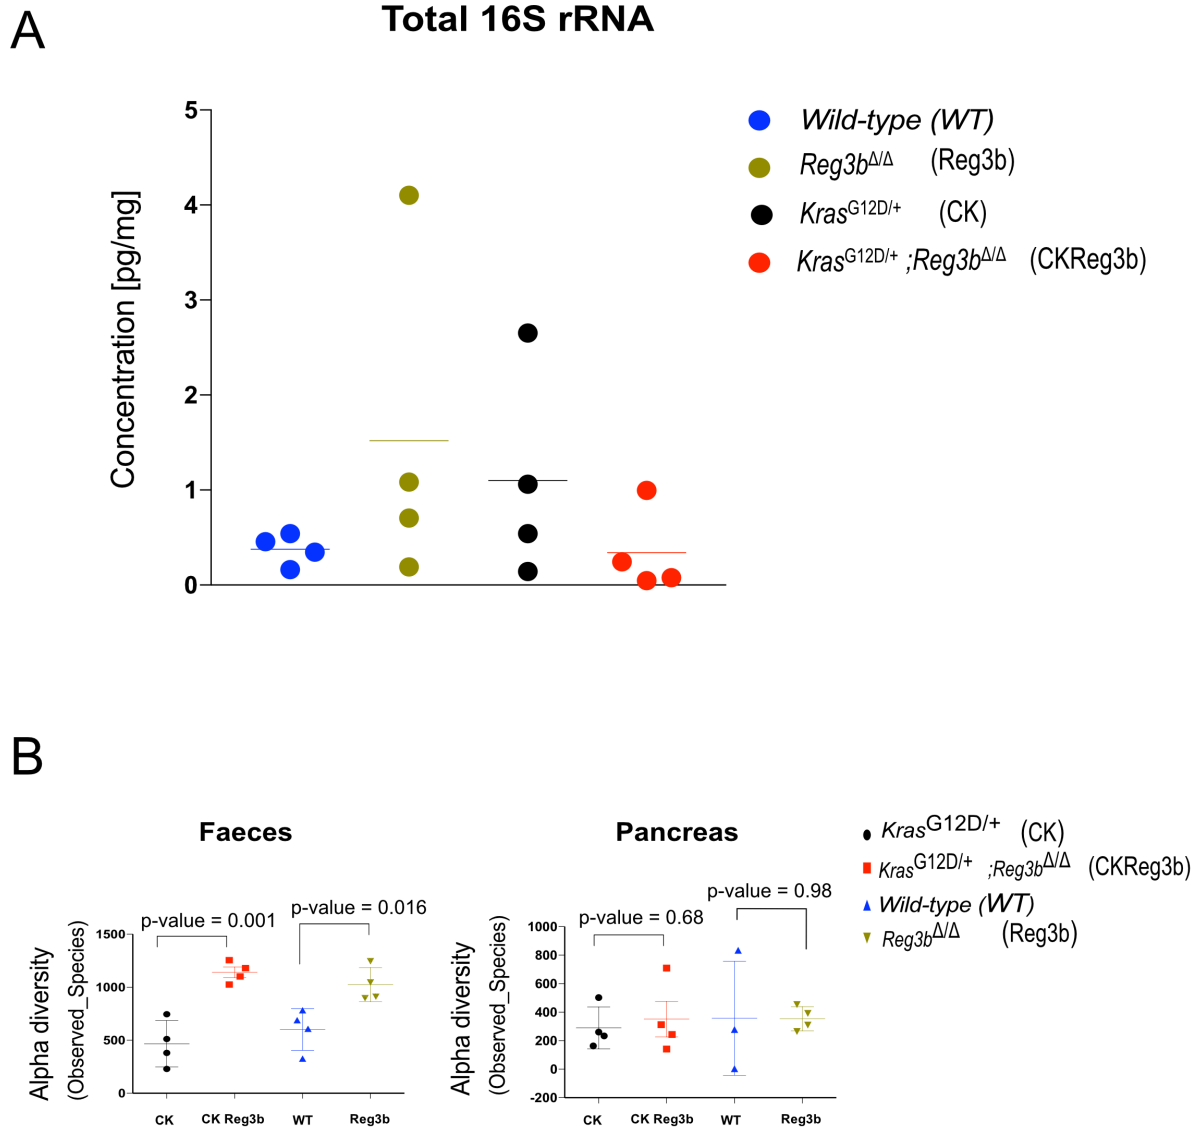 A
Total 16S rRNA
5
4
3
2
1
0
Concentration [pg/mg]
Wild-type (WT)
Reg3bΔ/Δ (Reg3b)
KrasG12D/+ (CK)
KrasG12D/+ ;Reg3bΔ/Δ (CKReg3b)
B
Faeces
p-value = 0.001
p-value = 0.016
Alpha diversity
(Observed_Species)
1500
1000
500
0
CK
CK Reg3b
WT
Reg3b
Pancreas
p-value = 0.68
p-value = 0.98
Alpha diversity
(Observed_Species)
1000
800
600
400
200
0
-200
CK
CK Reg3b
WT
Reg3b
KrasG12D/+ (CK)
KrasG12D/+ ;Reg3bΔ/Δ (CKReg3b)
Wild-type (WT)
Reg3bΔ/Δ (Reg3b)